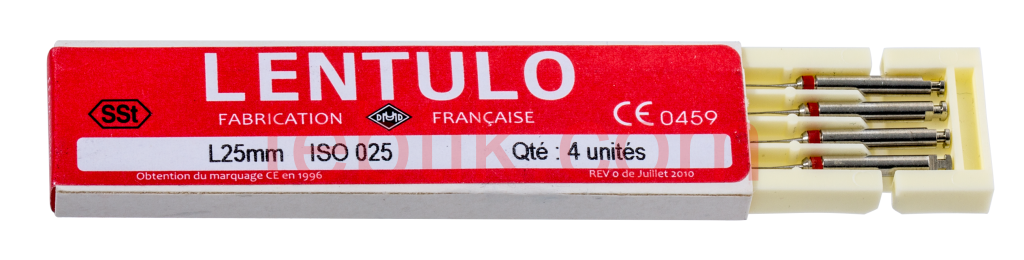 LENTULO
SSt
FABRICATION DMD FRANÇAISE
CE 0459
L25mm ISO 025 Qté : 4 unités
Obtention du marquage CE en 1996
REV 0 de Juillet 2010